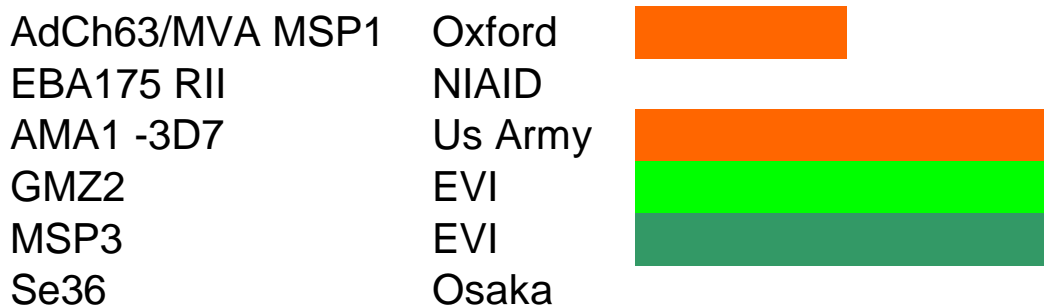 AdCh63/MVA MSP1 Oxford
EBA175 RII NIAID
AMA1 -3D7 Us Army
GMZ2 EVI
MSP3 EVI
Se36 Osaka